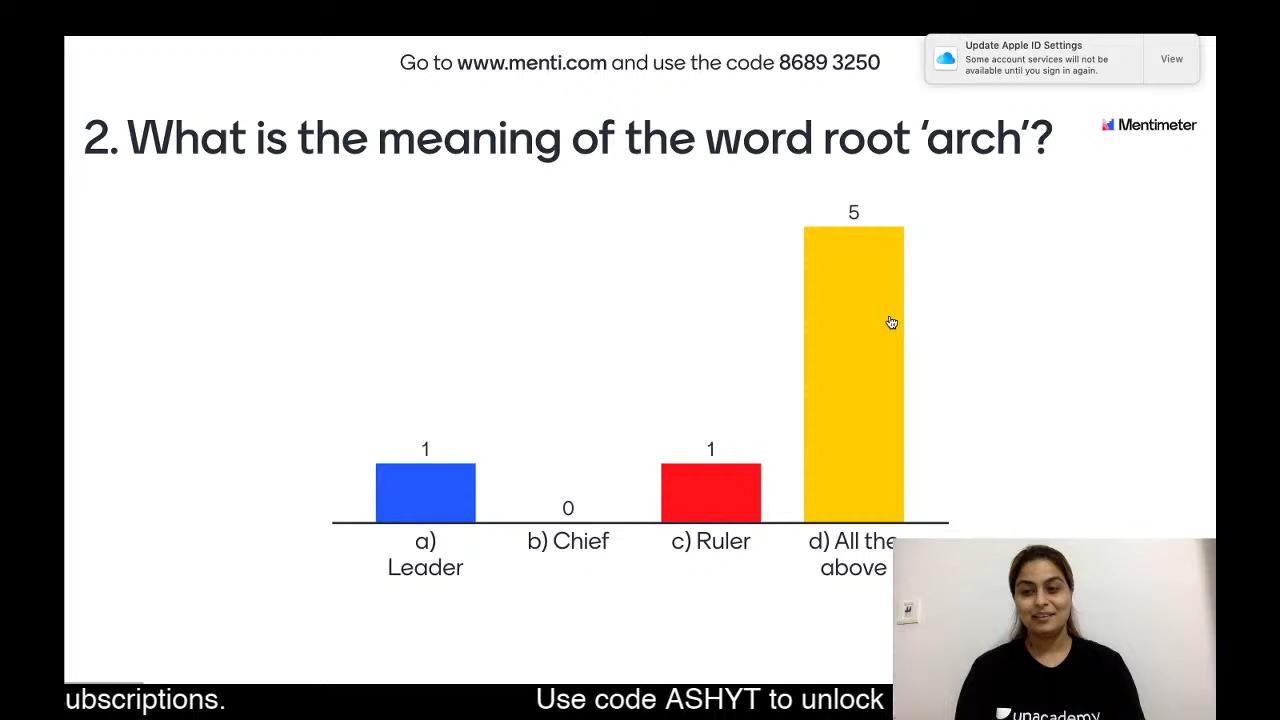 Go to www.menti.com and use the code 8689 3250
Update Apple ID Settings
Some account services will not be
available until you sign in again.
View
2. What is the meaning of the word root 'arch'?
Mentimeter
5
1
1
0
a)
Leader
b) Chief
c) Ruler
d) All the
above
ubscriptions.
Use code ASHYT to unlock
unacademy